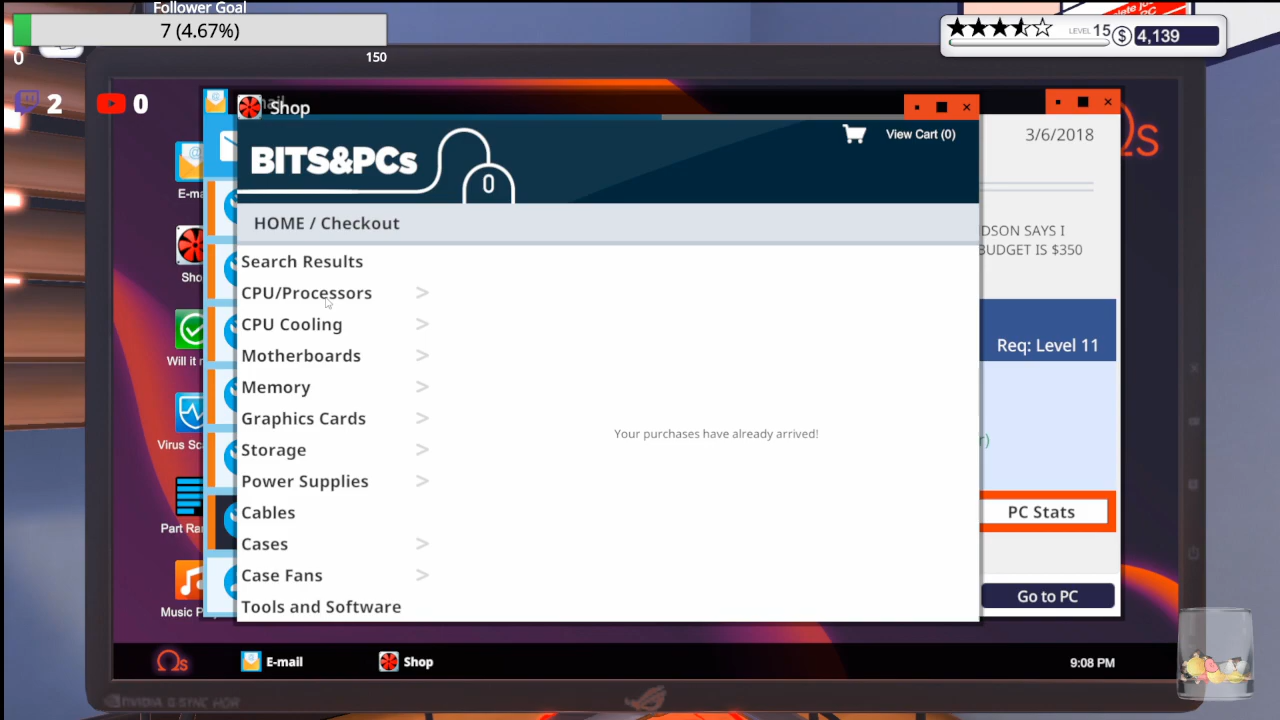 Follower Goal
7 (4.67%)
0
150
2
0
LEVEL 15
$ 4,139
Shop
BITS&PCs
0
View Cart (0)
3/6/2018
HOME / Checkout
DSON SAYS I
BUDGET IS $350
Search Results
CPU/Processors >
CPU Cooling >
Motherboards >
Memory >
Graphics Cards >
Storage >
Power Supplies >
Cables
Cases >
Case Fans >
Tools and Software
Your purchases have already arrived!
Req: Level 11
PC Stats
Go to PC
E-ma
Sho
Will it r
Virus Sc
Part Ra
Music P
Ωs
E-mail
Shop
9:08 PM
NVIDIA G-SYNC HDR